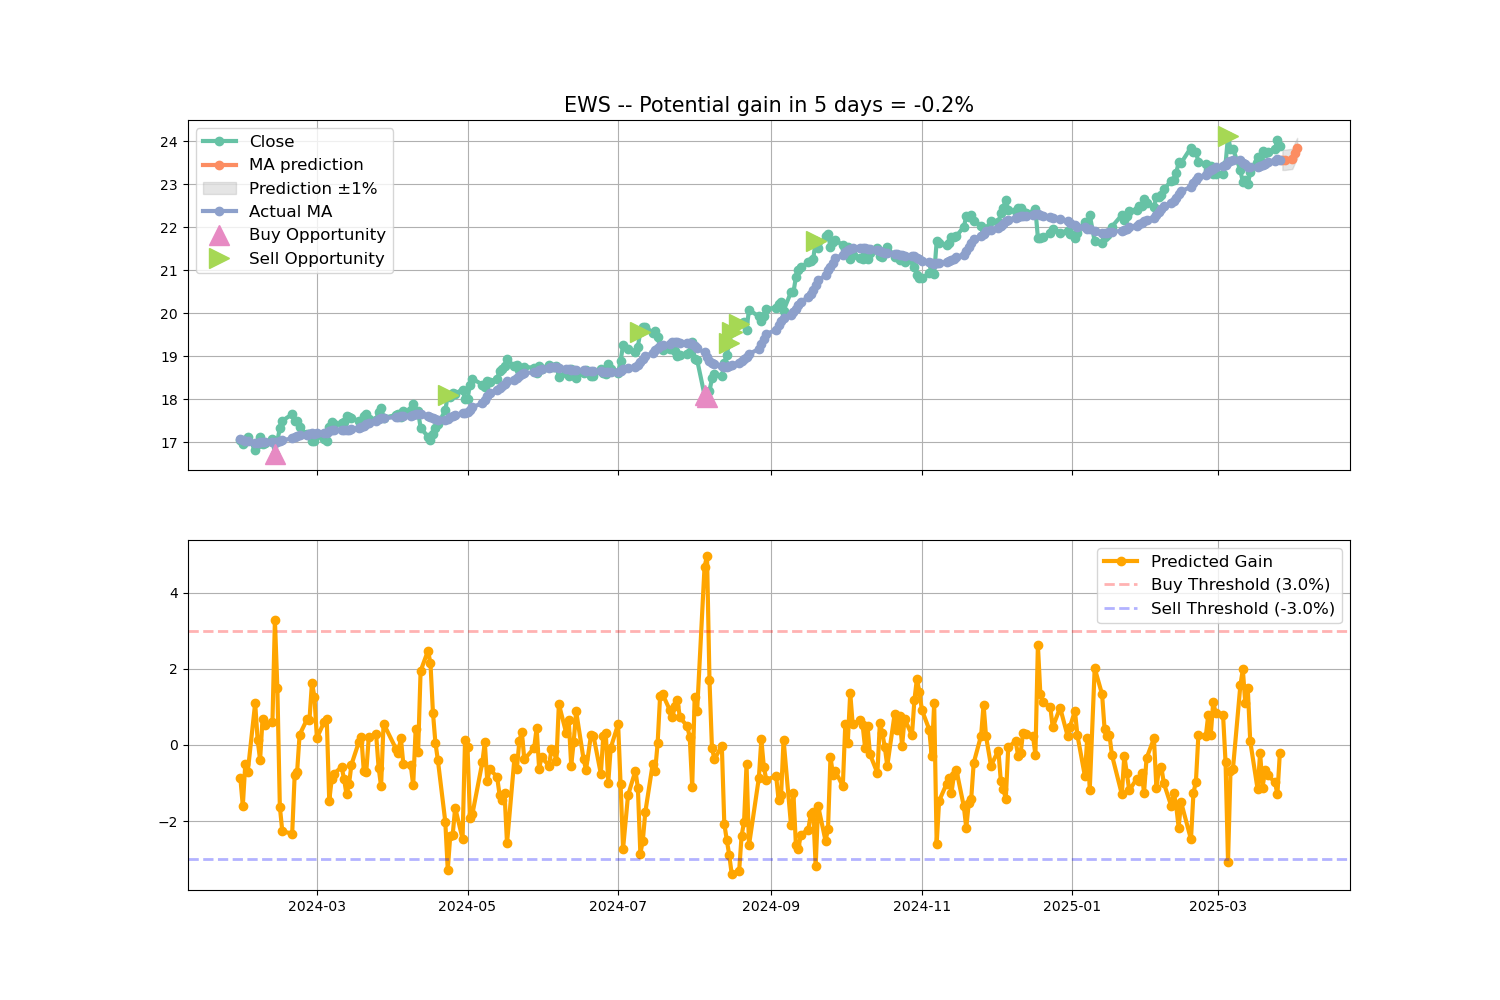 EWS -- Potential gain in 5 days = -0.2%
24
23
22
21
20
19
18
17
Close
MA prediction
Prediction ±1%
Actual MA
Buy Opportunity
Sell Opportunity
4
2
0
−2
Predicted Gain
Buy Threshold (3.0%)
Sell Threshold (-3.0%)
2024-03 2024-05 2024-07 2024-09 2024-11 2025-01 2025-03